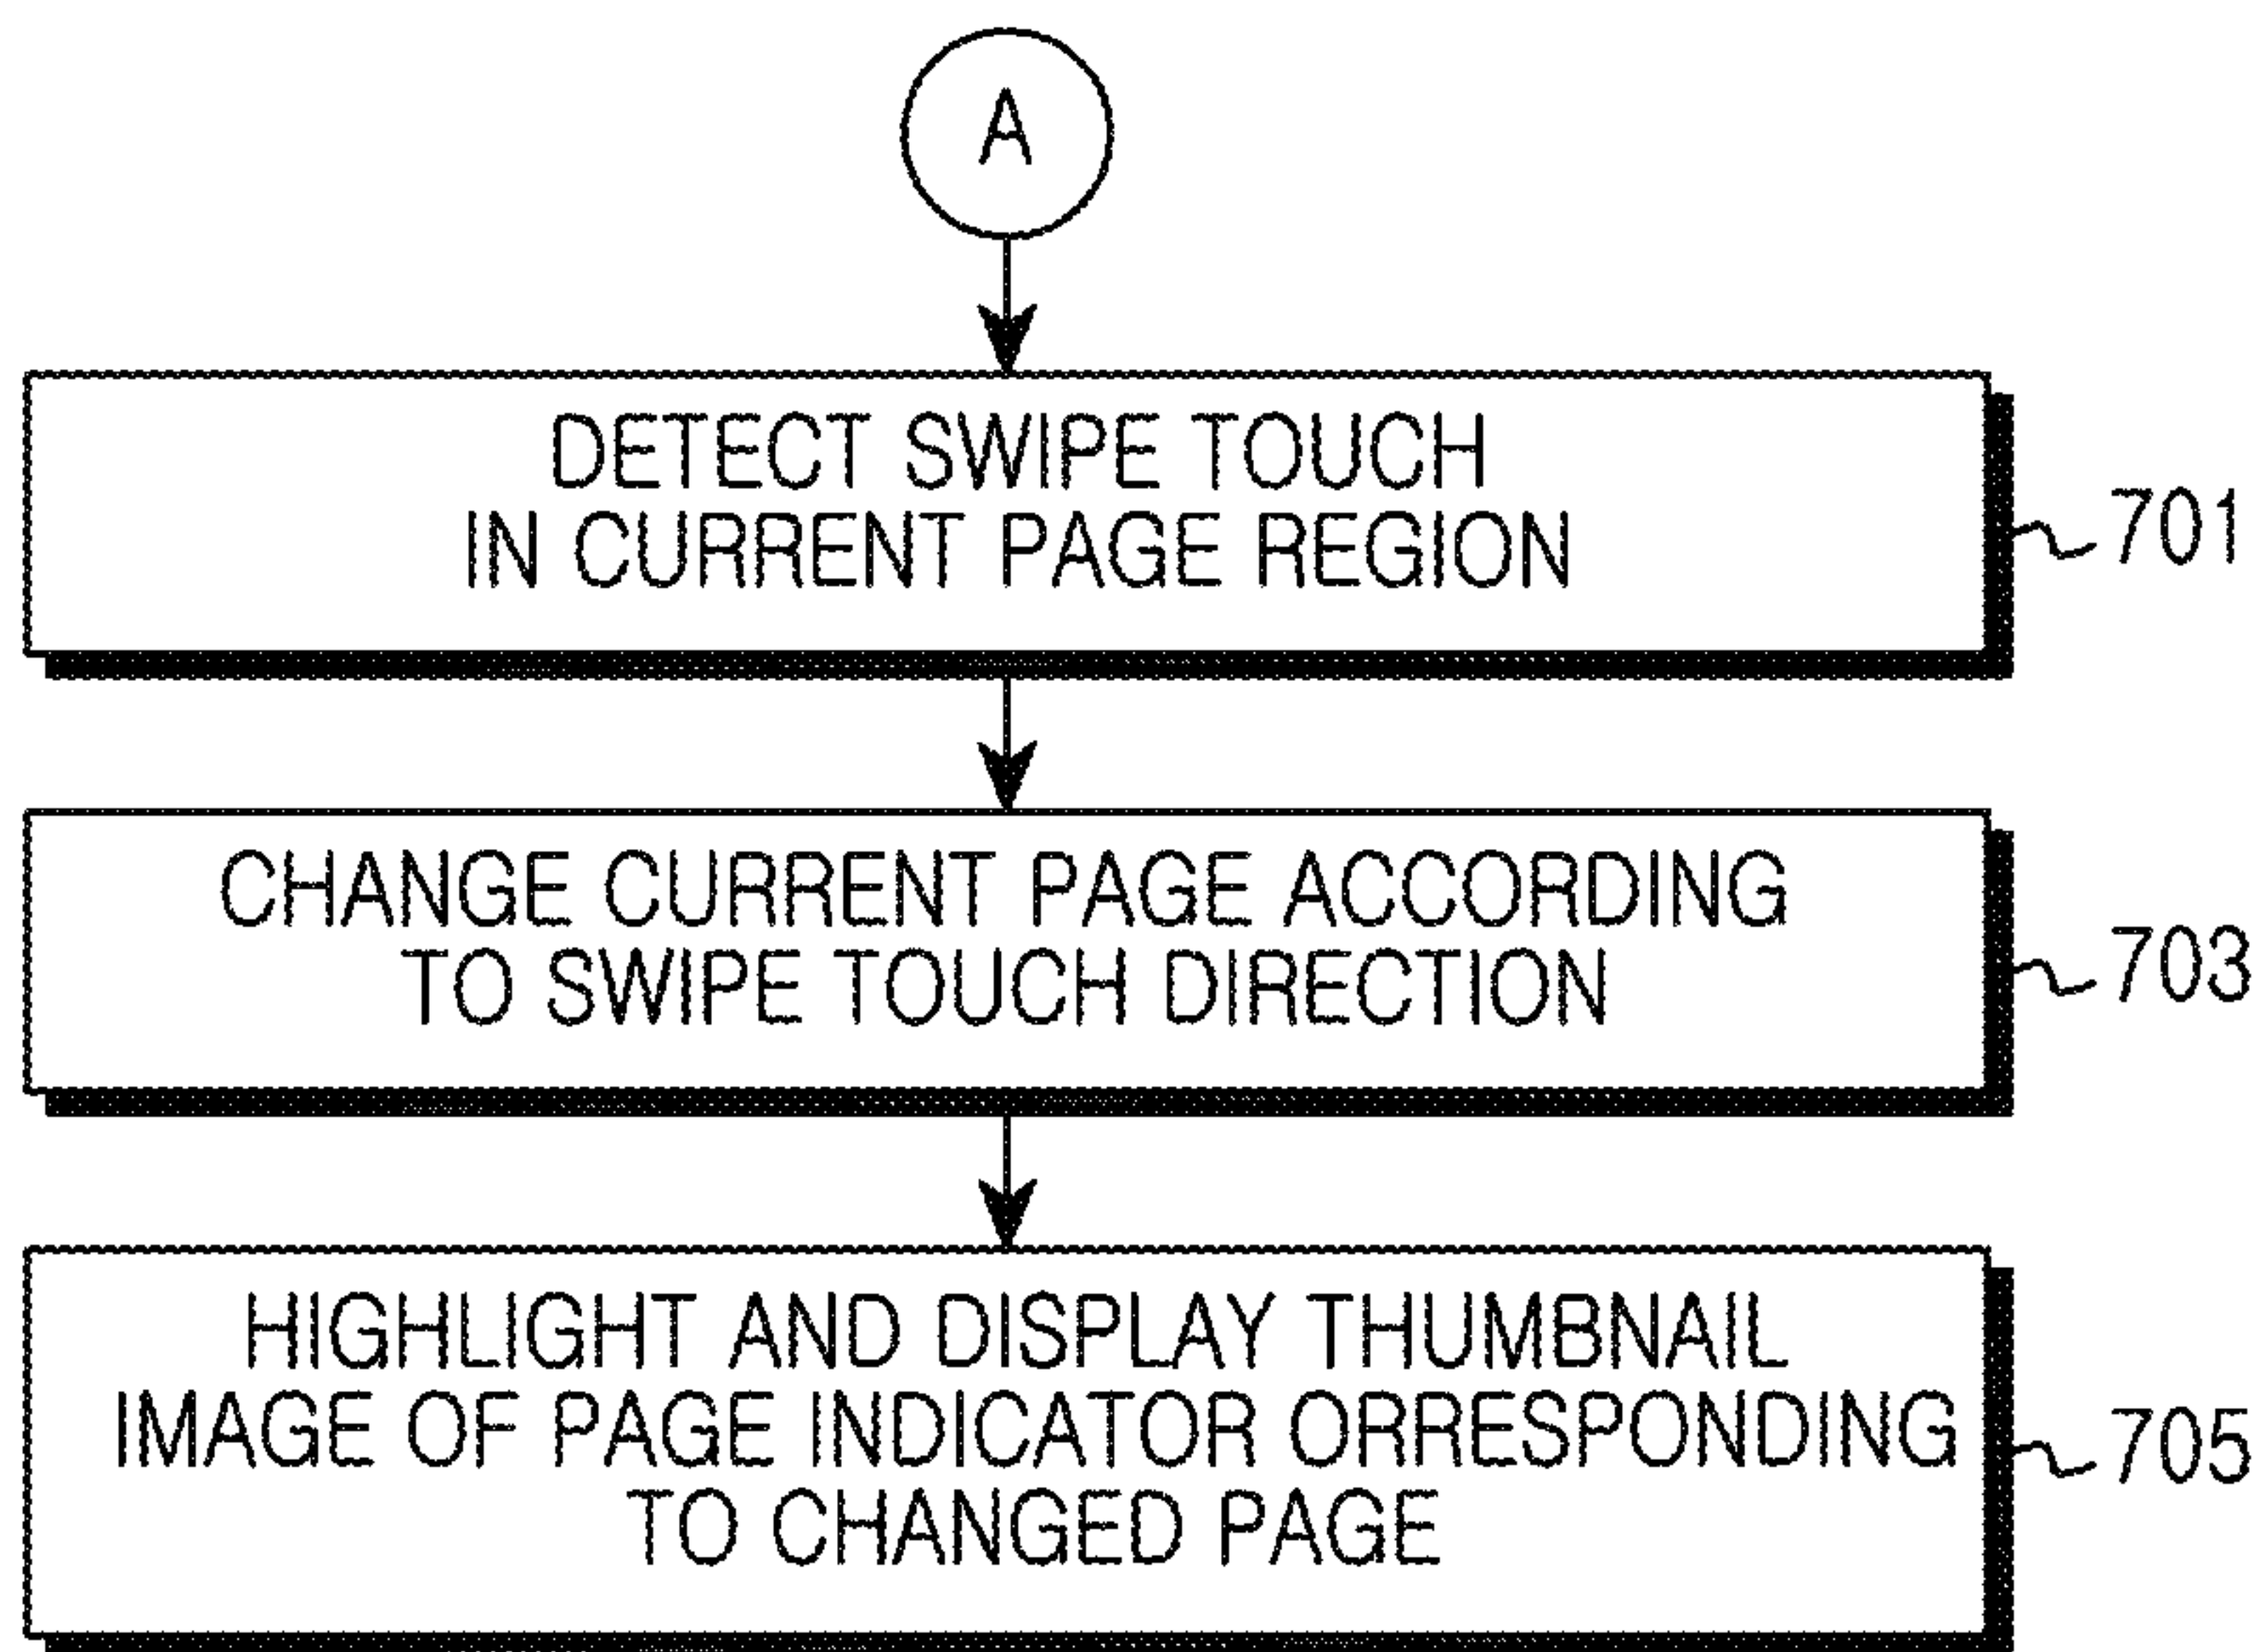 A
DETECT SWIPE TOUCH
IN CURRENT PAGE REGION
701
CHANGE CURRENT PAGE ACCORDING
TO SWIPE TOUCH DIRECTION
703
HIGHLIGHT AND DISPLAY THUMBNAIL
IMAGE OF PAGE INDICATOR ORRESPONDING
TO CHANGED PAGE
705